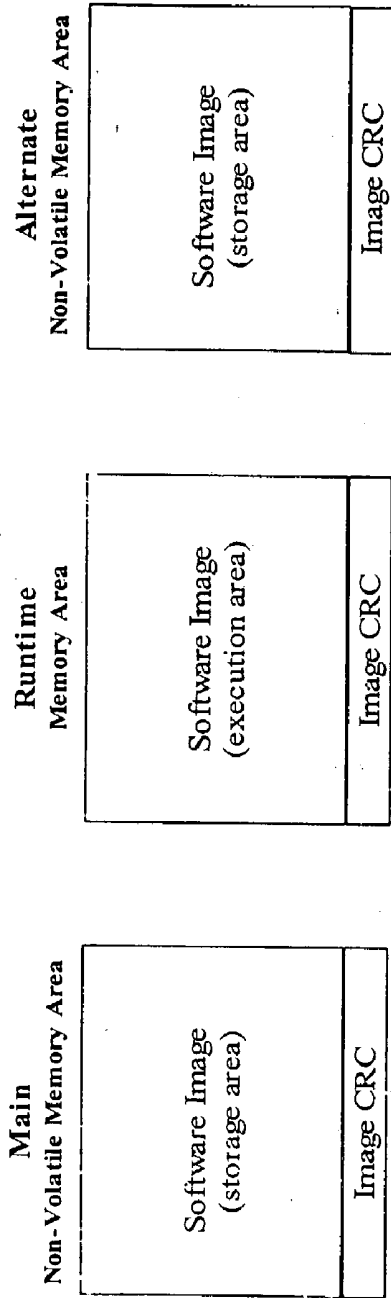 Main
Non-Volatile Memory Area
Software Image
(storage area)
Image CRC
Runtime
Memory Area
Software Image
(execution area)
Image CRC
Alternate
Non-Volatile Memory Area
Software Image
(storage area)
Image CRC